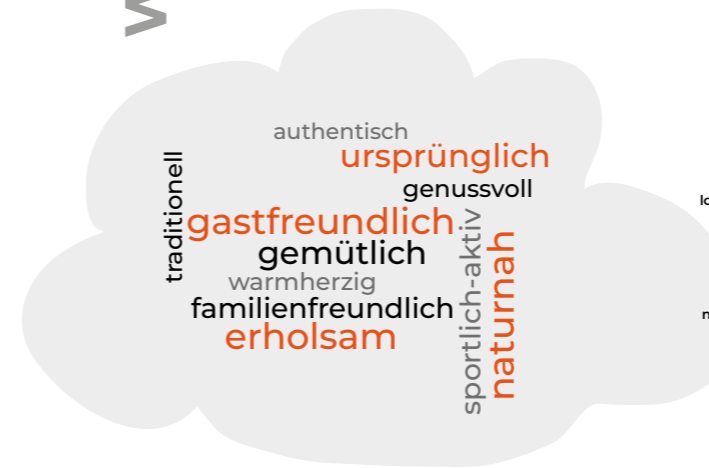 authentisch
ursprünglich
genussvoll
traditionell
gastfreundlich
gemütlich
warmherzig
familienfreundlich
erholsam
sportlich-aktiv
naturnah